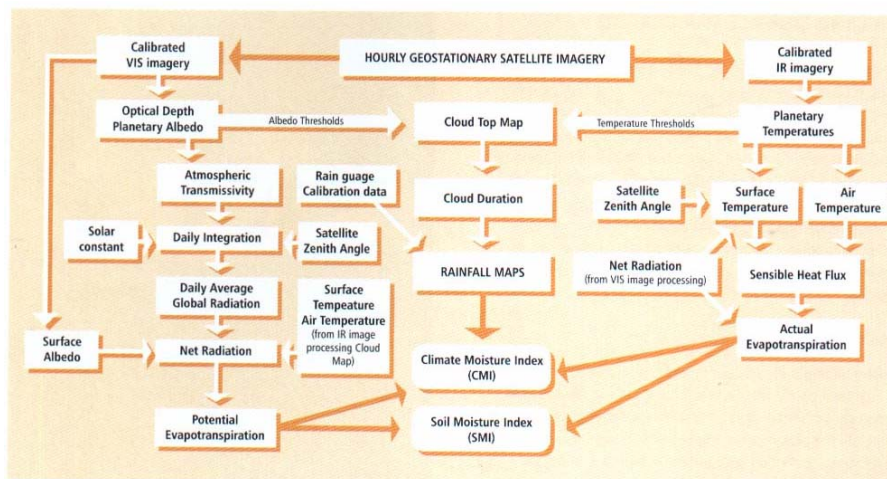 Calibrated
VIS imagery
HOURLY GEOSTATIONARY SATELLITE IMAGERY
Calibrated
IR imagery
Optical Depth
Planetary Albedo
Albedo Thresholds
Cloud Top Map
Temperature Thresholds
Planetary
Temperatures
Atmospheric
Transmissivity
Rain guage
Calibration data
Cloud Duration
Satellite
Zenith Angle
Surface
Temperature
Air
Temperature
Solar
constant
Daily Integration
Satellite
Zenith Angle
RAINFALL MAPS
Net Radiation
(from VIS image processing)
Sensible Heat Flux
Daily Average
Global Radiation
Surface
Tempeature
Air Temperature
(from IR image
processing Cloud
Map)
Surface
Albedo
Net Radiation
Climate Moisture Index
(CMI)
Actual
Evapotranspiration
Potential
Evapotranspiration
Soil Moisture Index
(SMI)